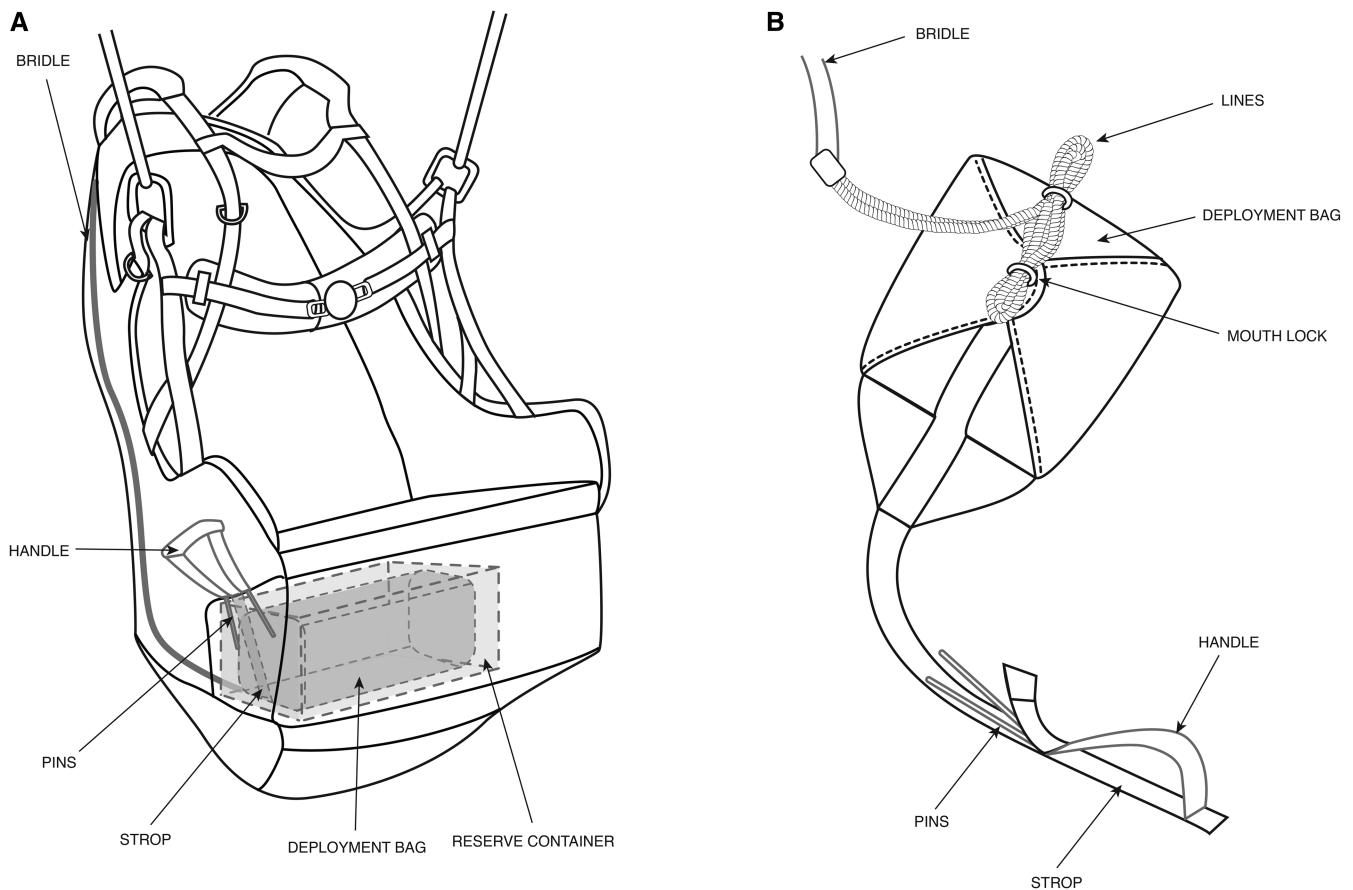 A
BRIDLE
HANDLE
PINS
STROP
DEPLOYMENT BAG
RESERVE CONTAINER
B
BRIDLE
LINES
DEPLOYMENT BAG
MOUTH LOCK
HANDLE
PINS
STROP